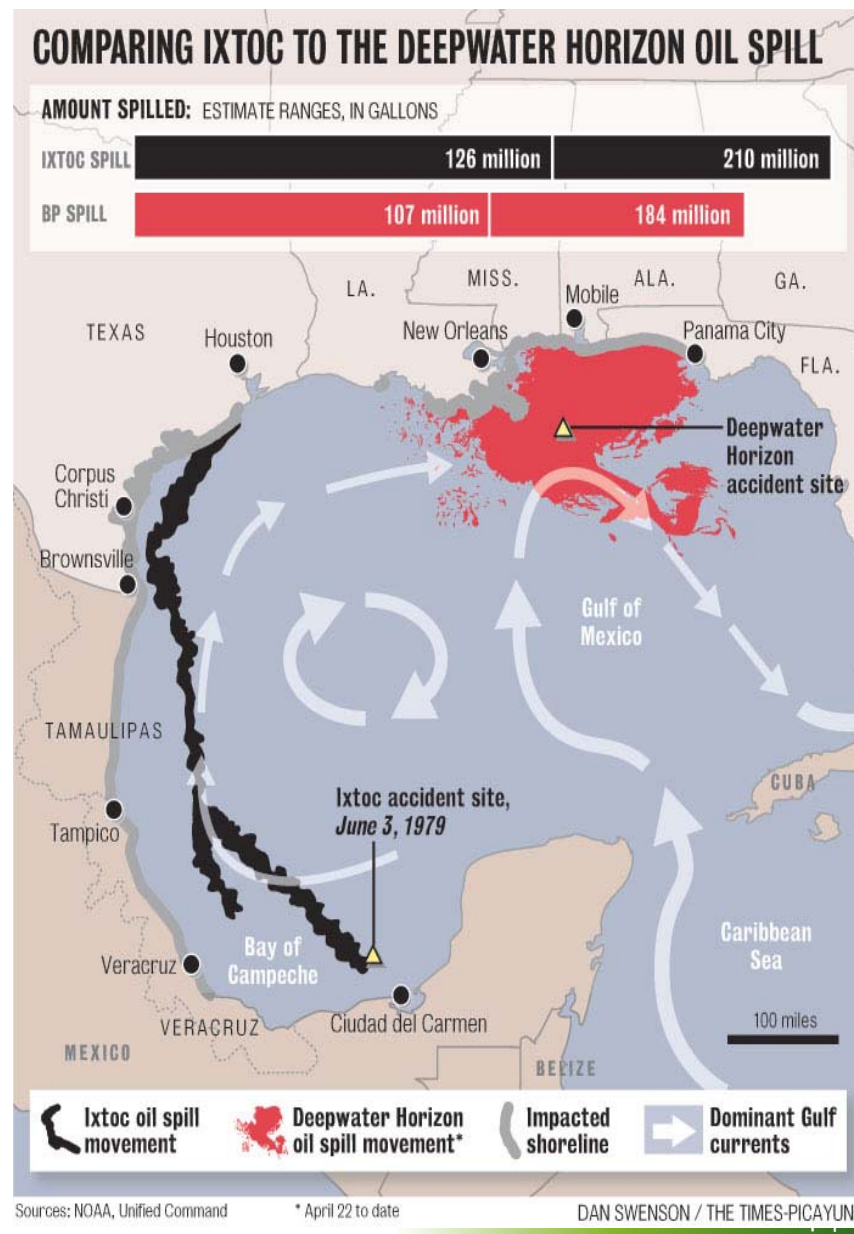 COMPARING IXTOC TO THE DEEPWATER HORIZON OIL SPILL
AMOUNT SPILLED: ESTIMATE RANGES, IN GALLONS
IXTOC SPILL 126 million 210 million
BP SPILL 107 million 184 million
LA. MISS. ALA. GA.
Mobile
TEXAS Houston New Orleans Panama City
FLA.
Deepwater
Horizon
accident site
Corpus
Christi
Brownsville
Gulf of
Mexico
TAMAULIPAS
CUBA
Ixtoc accident site,
June 3, 1979
Tampico
Caribbean
Sea
Bay of
Campeche
Veracruz
100 miles
VERACRUZ Ciudad del Carmen
MEXICO
BELIZE
Ixtoc oil spill
movement
Deepwater Horizon
oil spill movement*
Impacted
shoreline
Dominant Gulf
currents
Sources: NOAA, Unified Command * April 22 to date DAN SWENSON / THE TIMES-PICAYUN